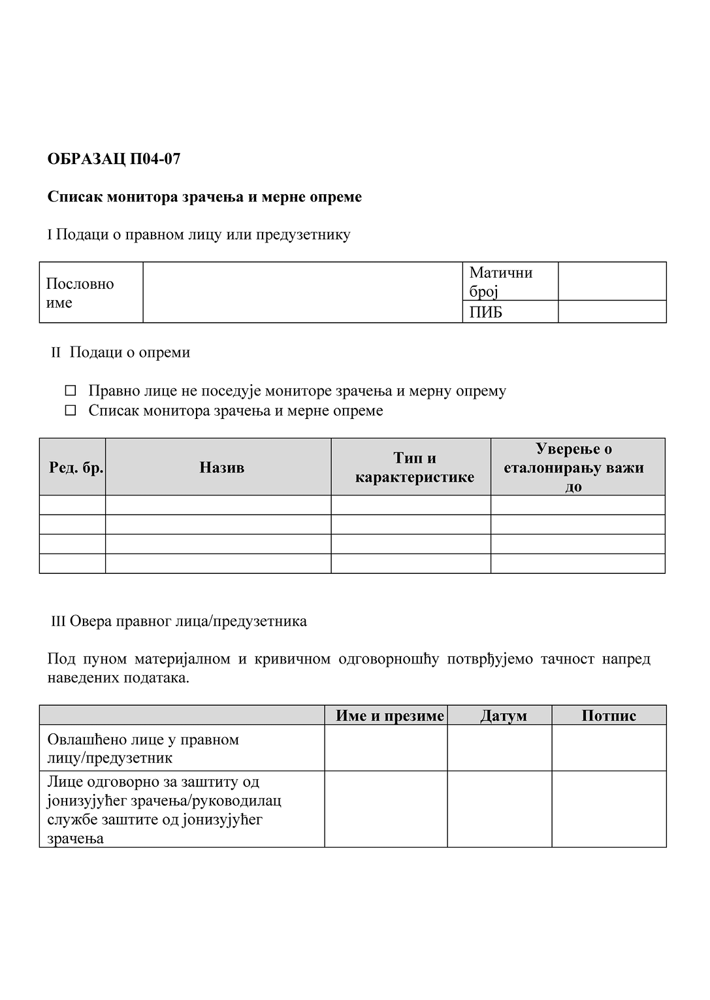 ОБРАЗАЦ П04-07
Списак монитора зрачења и мерне опреме
I Подаци о правном лицу или предузетнику
Пословно
име
Матични
број
ПИБ
II Подаци о опреми
☐ Правно лице не поседује мониторе зрачења и мерну опрему
☐ Списак монитора зрачења и мерне опреме
Ред. бр.
Назив
Тип и
карактеристике
Уверење о
еталонирању важи
до
III Овера правног лица/предузетника
Под пуном материјалном и кривичном одговорношћу потврђујемо тачност напред
наведених података.
Име и презиме
Датум
Потпис
Овлашћено лице у правном
лицу/предузетник
Лице одговорно за заштиту од
јонизујућег зрачења/руководилац
службе заштите од јонизујућег
зрачења